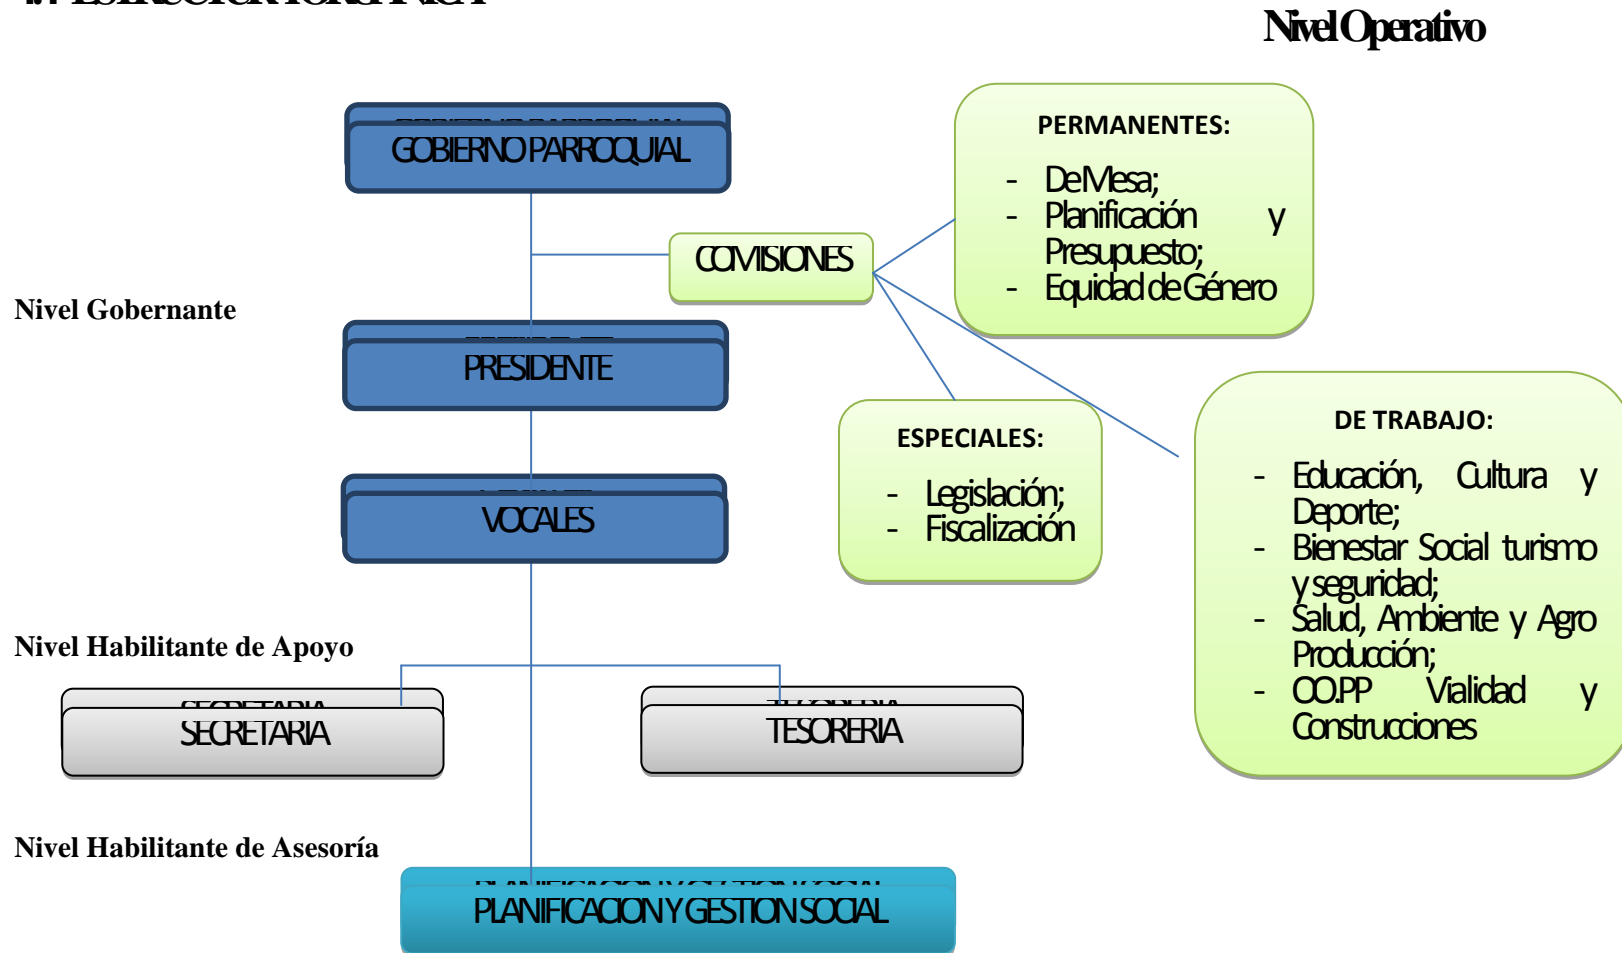 Nivel Operativo
GOBIERNO PARROQUIAL
COMISIONES
PERMANENTES:
- De Mesa;
- Planificación y
Presupuesto;
- Equidad de Género
Nivel Gobernante
PRESIDENTE
ESPECIALES:
- Legislación;
- Fiscalización
DE TRABAJO:
- Educación, Cultura y
Deporte;
- Bienestar Social turismo
y seguridad;
- Salud, Ambiente y Agro
Producción;
- OO.PP Vialidad y
Construcciones
VOCALES
Nivel Habilitante de Apoyo
SECRETARIA
TESORERIA
Nivel Habilitante de Asesoría
PLANIFICACION Y GESTION SOCIAL